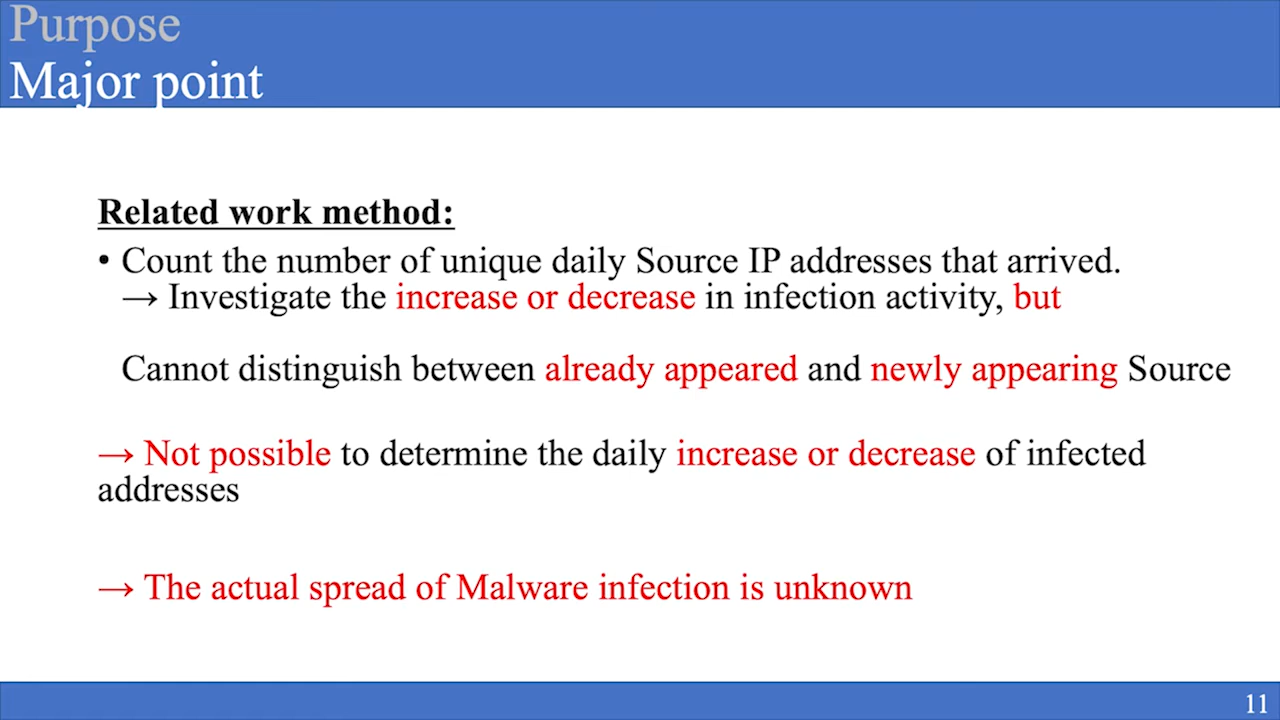 Purpose
Major point
Related work method:
• Count the number of unique daily Source IP addresses that arrived.
→ Investigate the increase or decrease in infection activity, but
Cannot distinguish between already appeared and newly appearing Source
→ Not possible to determine the daily increase or decrease of infected
addresses
→ The actual spread of Malware infection is unknown
11